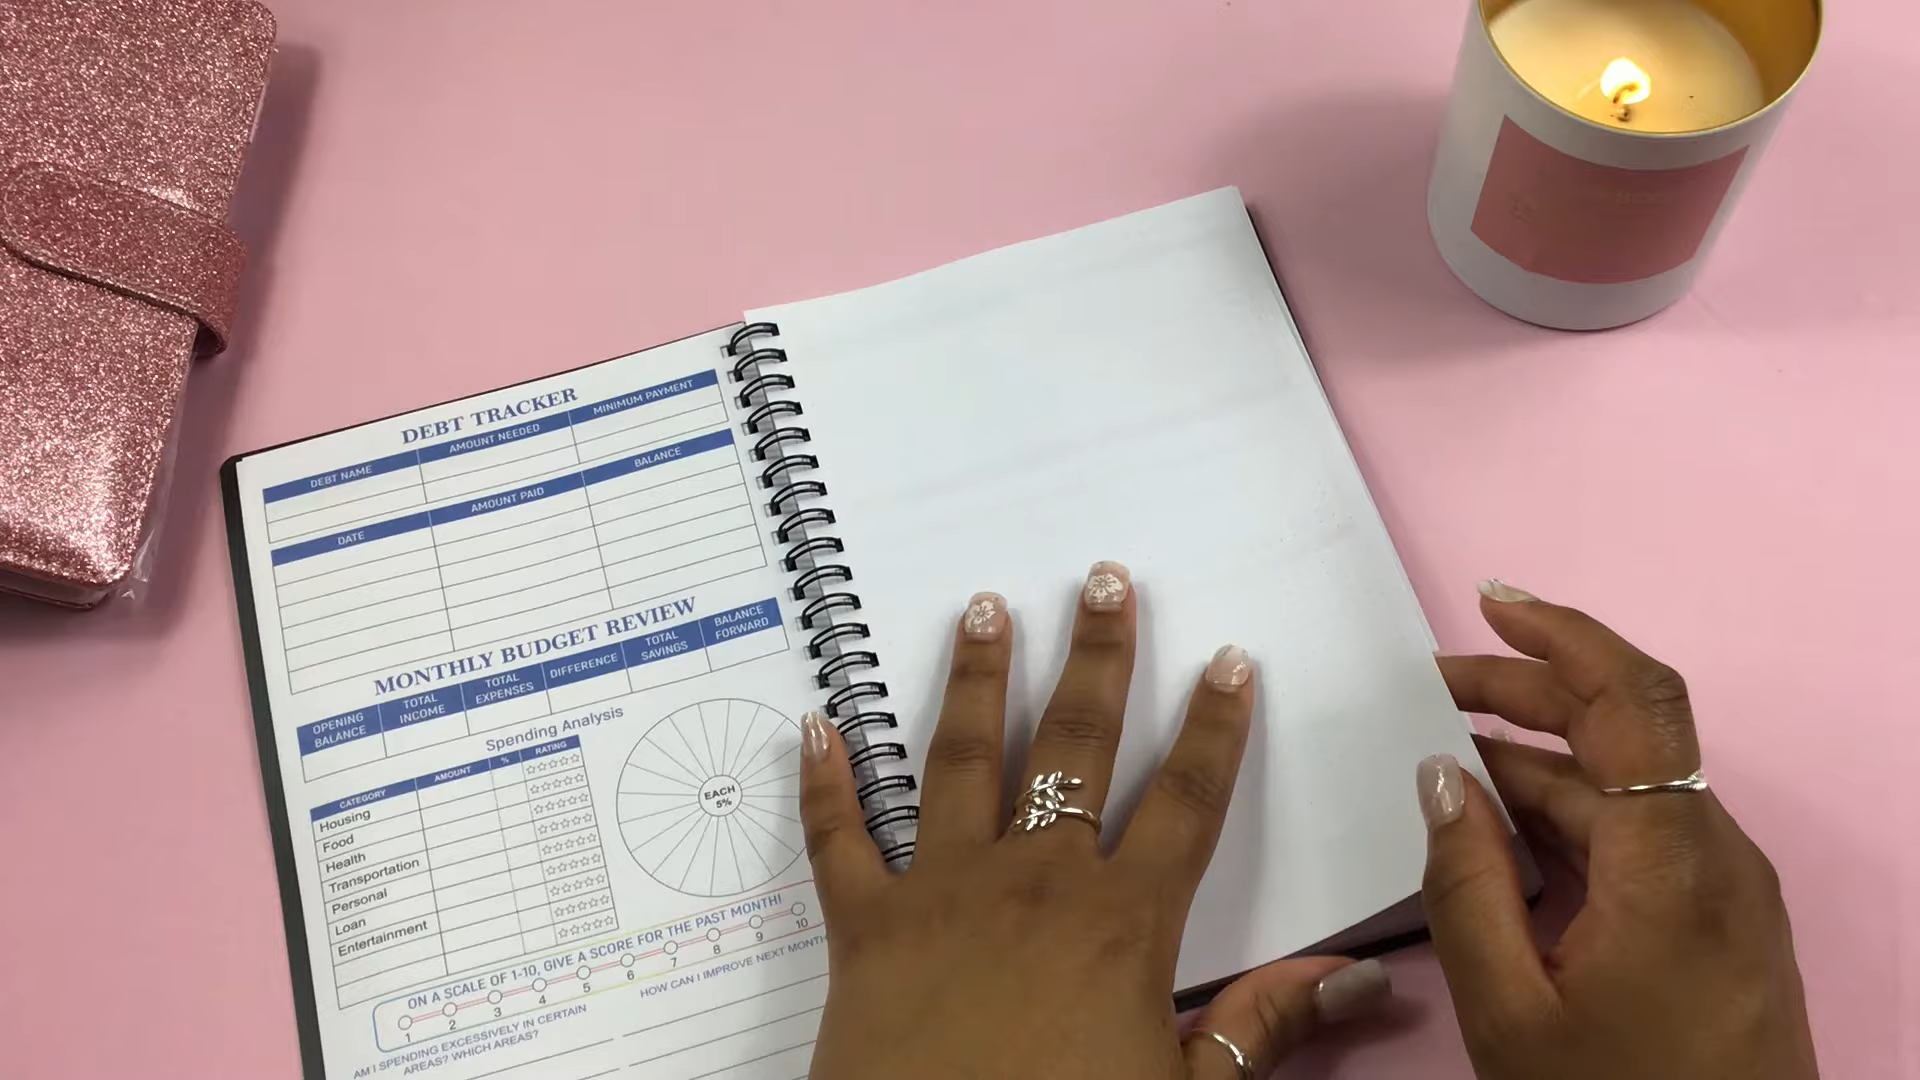 DEBT TRACKER
DEBT NAME AMOUNT NEEDED MINIMUM PAYMENT
DATE AMOUNT PAID BALANCE
MONTHLY BUDGET REVIEW
OPENING BALANCE TOTAL INCOME TOTAL EXPENSES DIFFERENCE TOTAL SAVINGS BALANCE FORWARD
Spending Analysis
CATEGORY AMOUNT % RATING
Housing
Food
Health
Transportation
Personal
Loan
Entertainment
EACH
5%
ON A SCALE OF 1-10, GIVE A SCORE FOR THE PAST MONTH!
1 2 3 4 5 6 7 8 9 10
AM I SPENDING EXCESSIVELY IN CERTAIN
AREAS? WHICH AREAS?
HOW CAN I IMPROVE NEXT MONTH